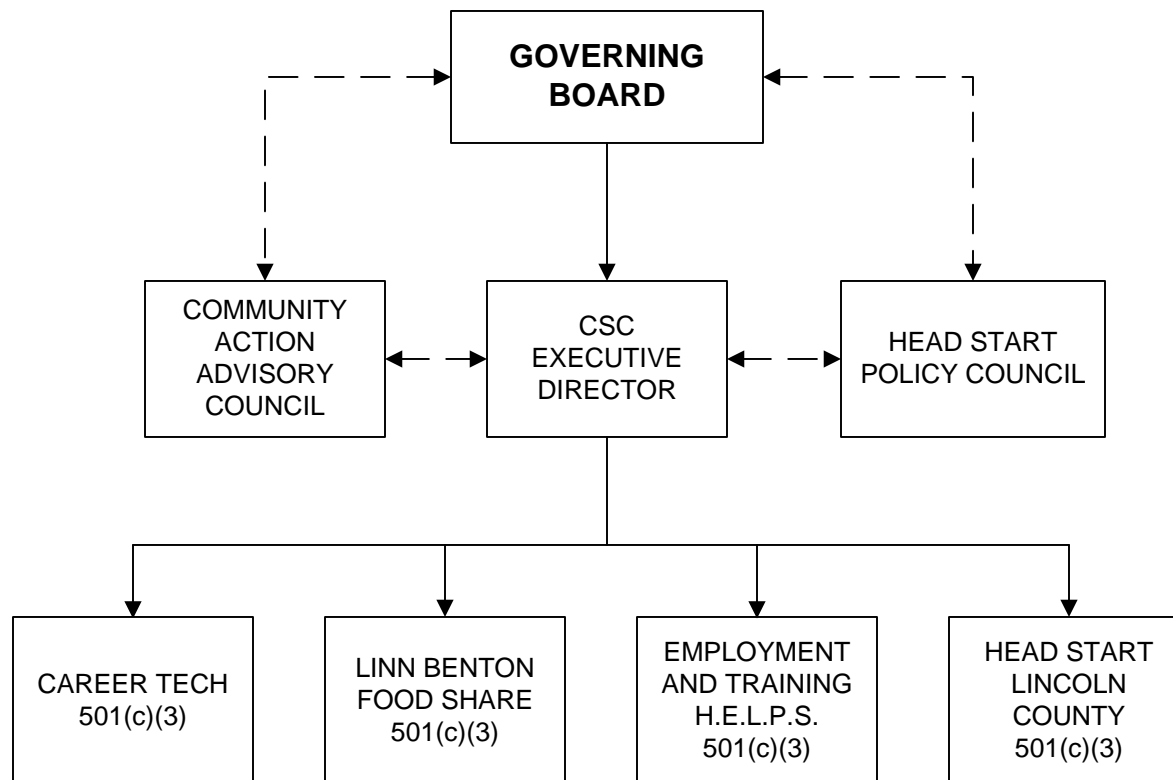 GOVERNING
BOARD
COMMUNITY
ACTION
ADVISORY
COUNCIL
CSC
EXECUTIVE
DIRECTOR
HEAD START
POLICY COUNCIL
CAREER TECH
501(c)(3)
LINN BENTON
FOOD SHARE
501(c)(3)
EMPLOYMENT
AND TRAINING
H.E.L.P.S.
501(c)(3)
HEAD START
LINCOLN
COUNTY
501(c)(3)